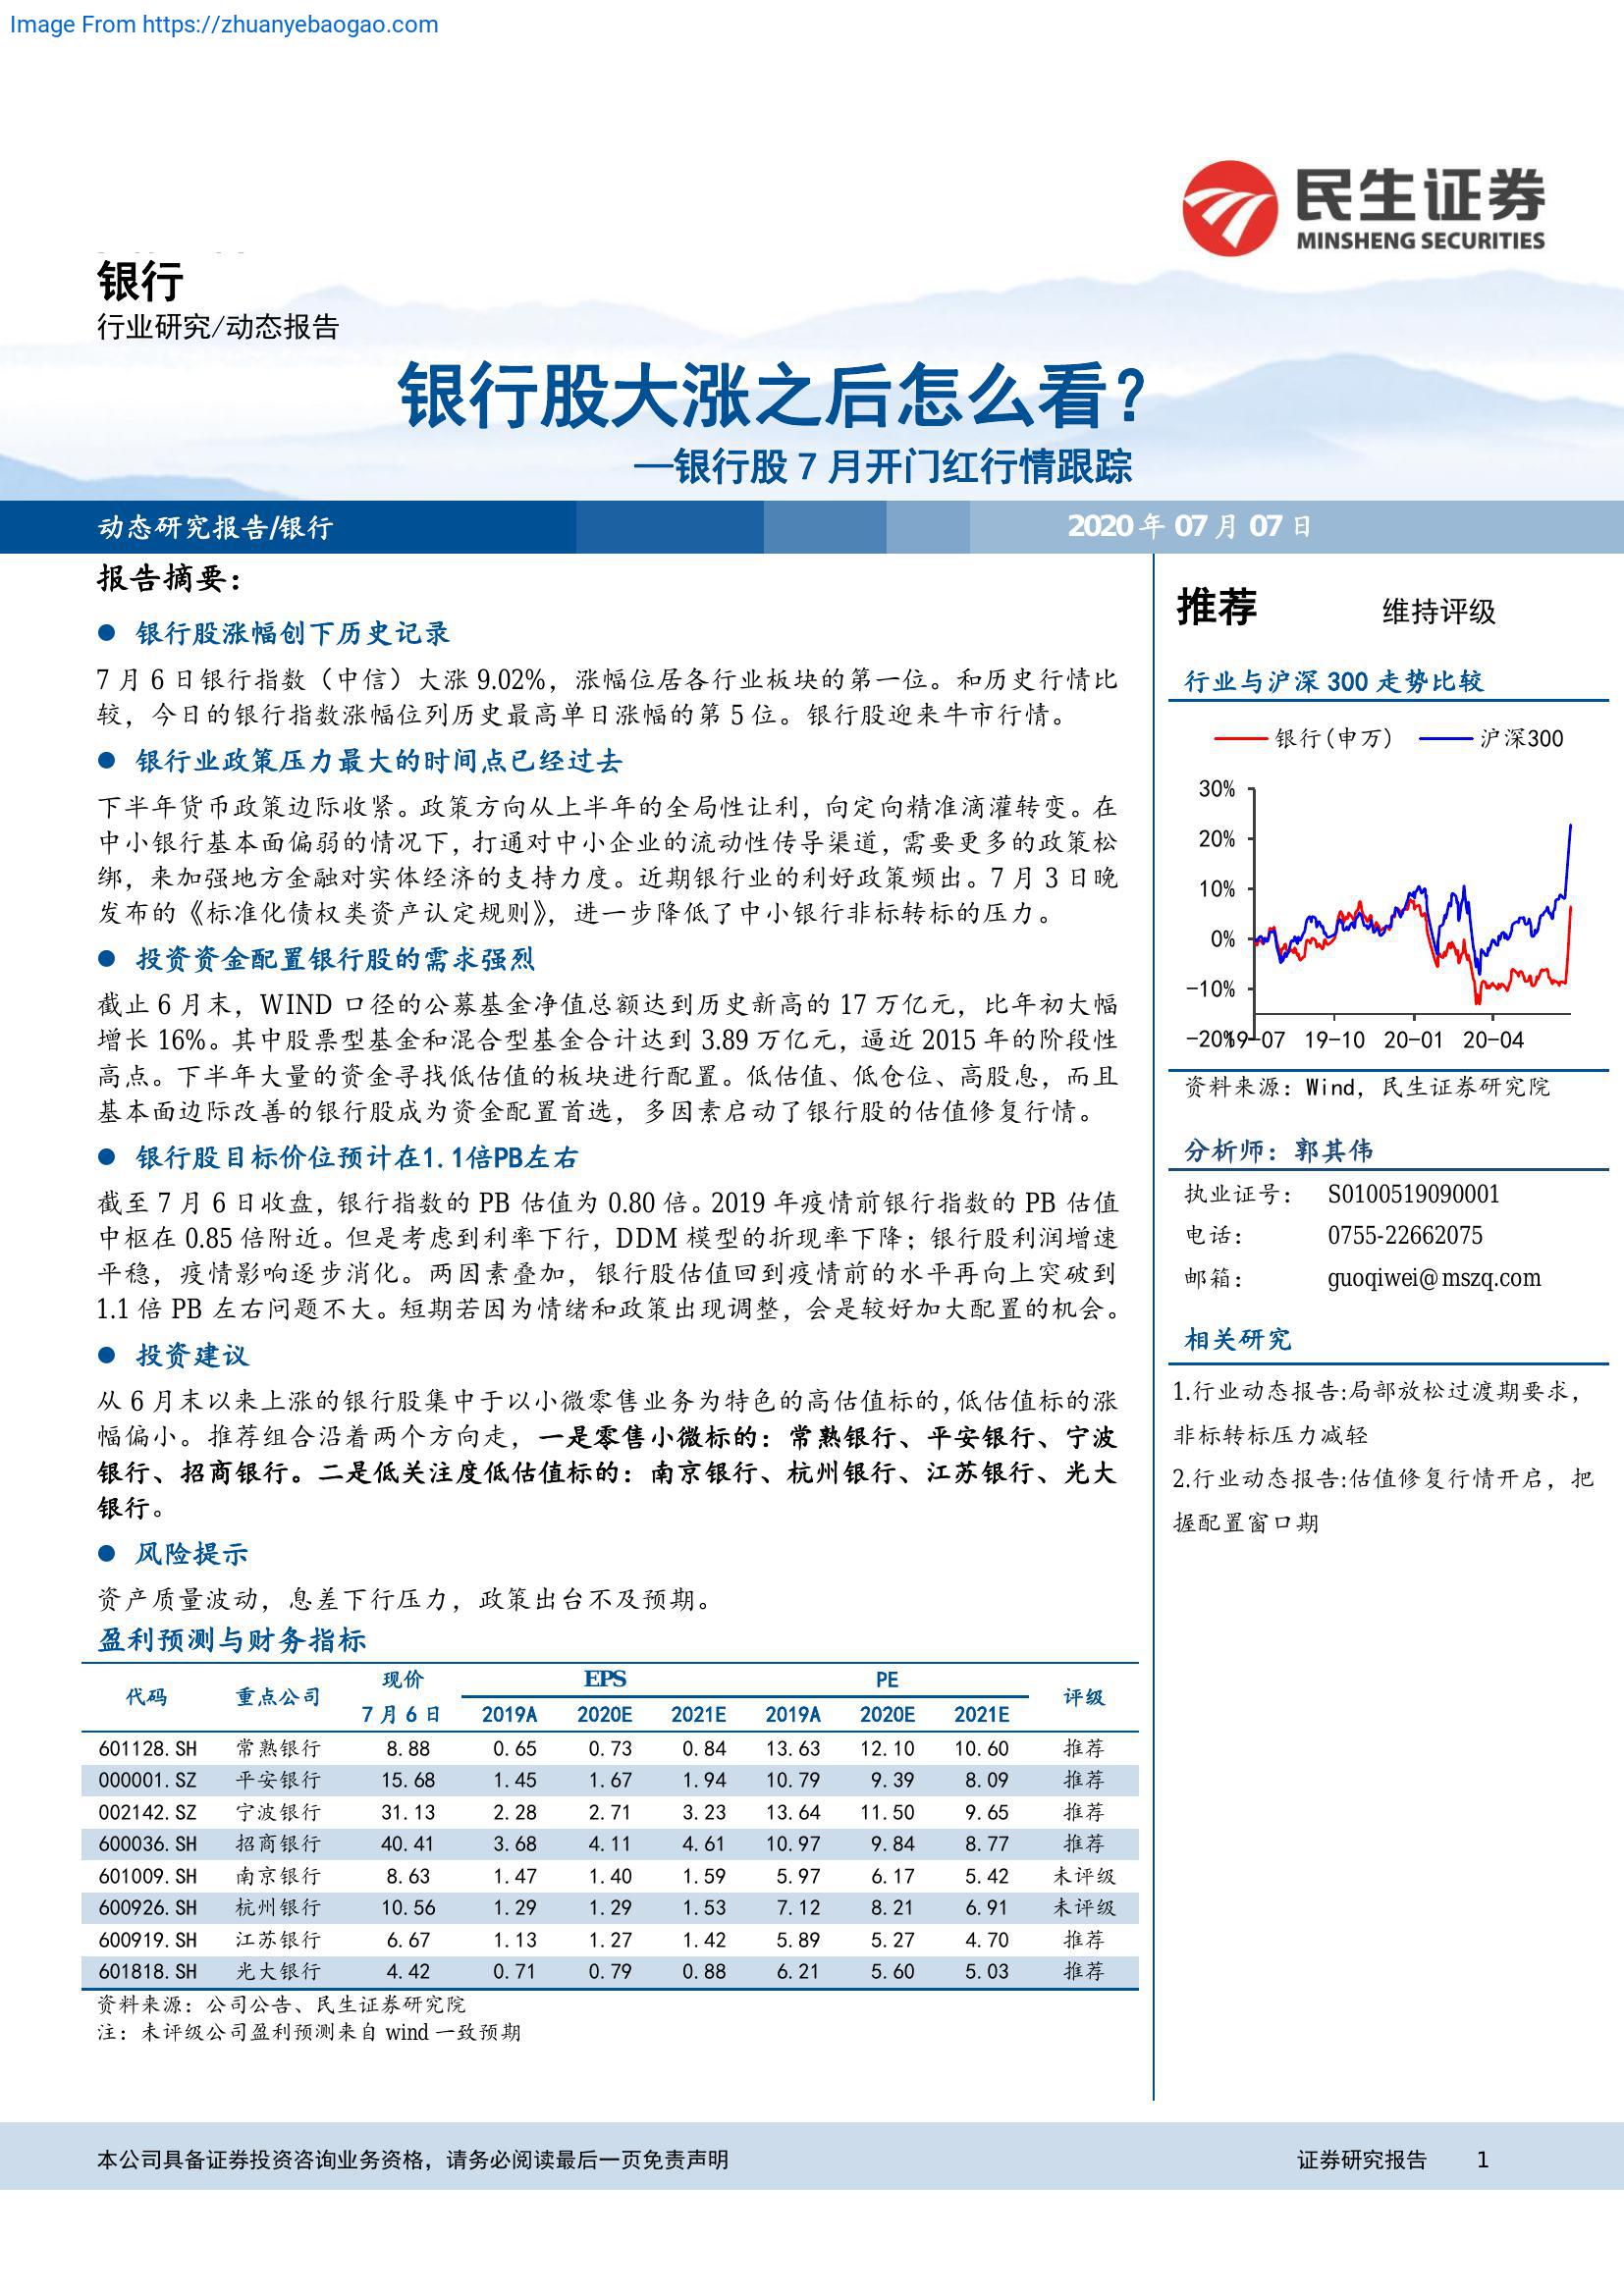 Image From https://zhuanyebaogao.com
民生证券
MINSHENG SECURITIES
银行
行业研究/动态报告
银行股大涨之后怎么看?
—银行股 7 月开门红行情跟踪
动态研究报告/银行
2020 年 07 月 07 日
报告摘要:
● 银行股涨幅创下历史记录
7 月 6 日银行指数（中信）大涨 9.02%，涨幅位居各行业板块的第一位。和历史行情比
较，今日的银行指数涨幅位列历史最高单日涨幅的第 5 位。银行股迎来牛市行情。
● 银行业政策压力最大的时间点已经过去
下半年货币政策边际收紧。政策方向从上半年的全局性让利，向定向精准滴灌转变。在
中小银行基本面偏弱的情况下，打通对中小企业的流动性传导渠道，需要更多的政策松
绑，来加强地方金融对实体经济的支持力度。近期银行业的利好政策频出。7 月 3 日晚
发布的《标准化债权类资产认定规则》，进一步降低了中小银行非标转标的压力。
● 投资资金配置银行股的需求强烈
截止 6 月末，WIND 口径的公募基金净值总额达到历史新高的 17 万亿元，比年初大幅
增长 16%。其中股票型基金和混合型基金合计达到 3.89 万亿元，逼近 2015 年的阶段性
高点。下半年大量的资金寻找低估值的板块进行配置。低估值、低仓位、高股息，而且
基本面边际改善的银行股成为资金配置首选，多因素启动了银行股的估值修复行情。
● 银行股目标价位预计在1.1倍PB左右
截至 7 月 6 日收盘，银行指数的 PB 估值为 0.80 倍。2019 年疫情前银行指数的 PB 估值
中枢在 0.85 倍附近。但是考虑到利率下行，DDM 模型的折现率下降；银行股利润增速
平稳，疫情影响逐步消化。两因素叠加，银行股估值回到疫情前的水平再向上突破到
1.1 倍 PB 左右问题不大。短期若因为情绪和政策出现调整，会是较好加大配置的机会。
● 投资建议
从 6 月末以来上涨的银行股集中于以小微零售业务为特色的高估值标的，低估值标的涨
幅偏小。推荐组合沿着两个方向走，一是零售小微标的：常熟银行、平安银行、宁波
银行、招商银行。二是低关注度低估值标的：南京银行、杭州银行、江苏银行、光大
银行。
● 风险提示
资产质量波动，息差下行压力，政策出台不及预期。
盈利预测与财务指标
代码 重点公司 现价 EPS PE 评级
7 月 6 日 2019A 2020E 2021E 2019A 2020E 2021E
601128.SH 常熟银行 8.88 0.65 0.73 0.84 13.63 12.10 10.60 推荐
000001.SZ 平安银行 15.68 1.45 1.67 1.94 10.79 9.39 8.09 推荐
002142.SZ 宁波银行 31.13 2.28 2.71 3.23 13.64 11.50 9.65 推荐
600036.SH 招商银行 40.41 3.68 4.11 4.61 10.97 9.84 8.77 推荐
601009.SH 南京银行 8.63 1.47 1.40 1.59 5.97 6.17 5.42 未评级
600926.SH 杭州银行 10.56 1.29 1.29 1.53 7.12 8.21 6.91 未评级
600919.SH 江苏银行 6.67 1.13 1.27 1.42 5.89 5.27 4.70 推荐
601818.SH 光大银行 4.42 0.71 0.79 0.88 6.21 5.60 5.03 推荐
资料来源：公司公告、民生证券研究院
注：未评级公司盈利预测来自 wind 一致预期
推荐 维持评级
行业与沪深 300 走势比较
银行(申万) 沪深300
30%
20%
10%
0%
-10%
-20%
19-07 19-10 20-01 20-04
资料来源：Wind，民生证券研究院
分析师：郭其伟
执业证号： S0100519090001
电话： 0755-22662075
邮箱： guoqiwei@mszq.com
相关研究
1.行业动态报告:局部放松过渡期要求，
非标转标压力减轻
2.行业动态报告:估值修复行情开启，把
握配置窗口期
本公司具备证券投资咨询业务资格，请务必阅读最后一页免责声明
证券研究报告 1